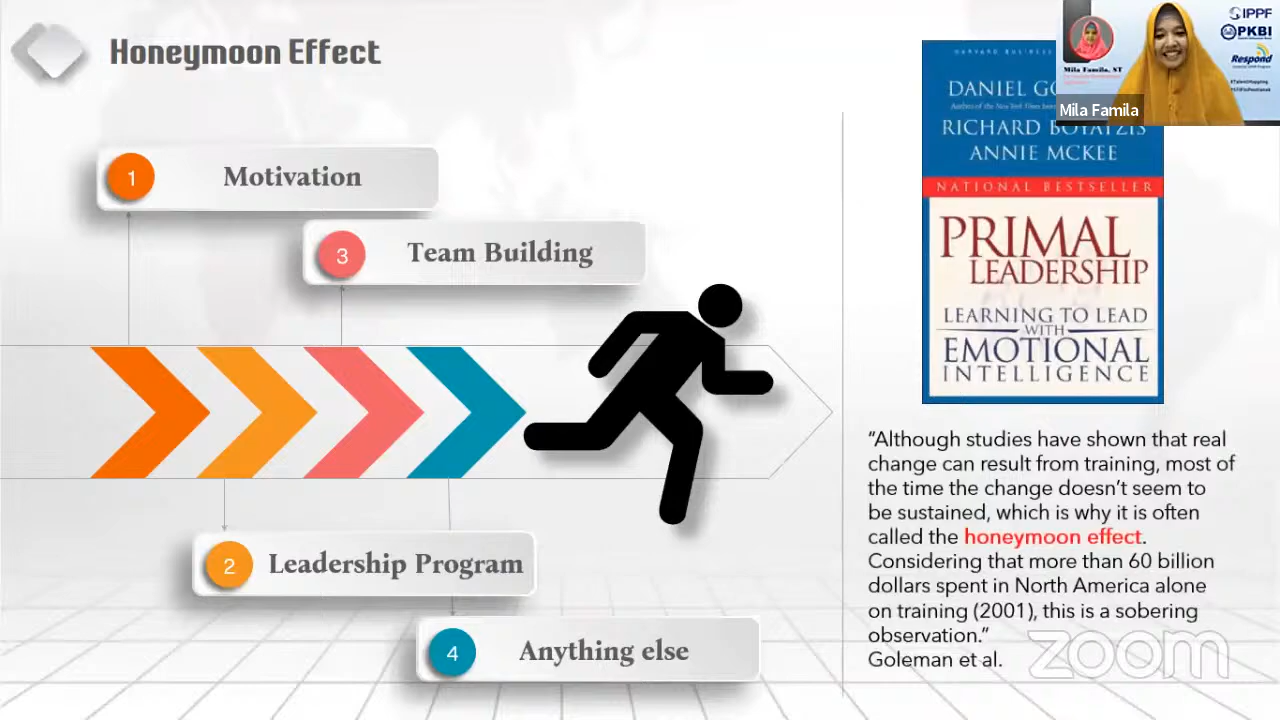 Honeymoon Effect
1 Motivation
3 Team Building
2 Leadership Program
4 Anything else
DANIEL
RICHARD BOYATZIS
ANNIE MCKEE
NATIONAL BESTSELLER
PRIMAL
LEADERSHIP
LEARNING TO LEAD
WITH
EMOTIONAL
INTELLIGENCE
“Although studies have shown that real
change can result from training, most of
the time the change doesn’t seem to
be sustained, which is why it is often
called the honeymoon effect.
Considering that more than 60 billion
dollars spent in North America alone
on training (2001), this is a sobering
observation.”
Goleman et al.
zoom
Mila Famila, ST
Mila Famila
IPPF
PKBI
Respond